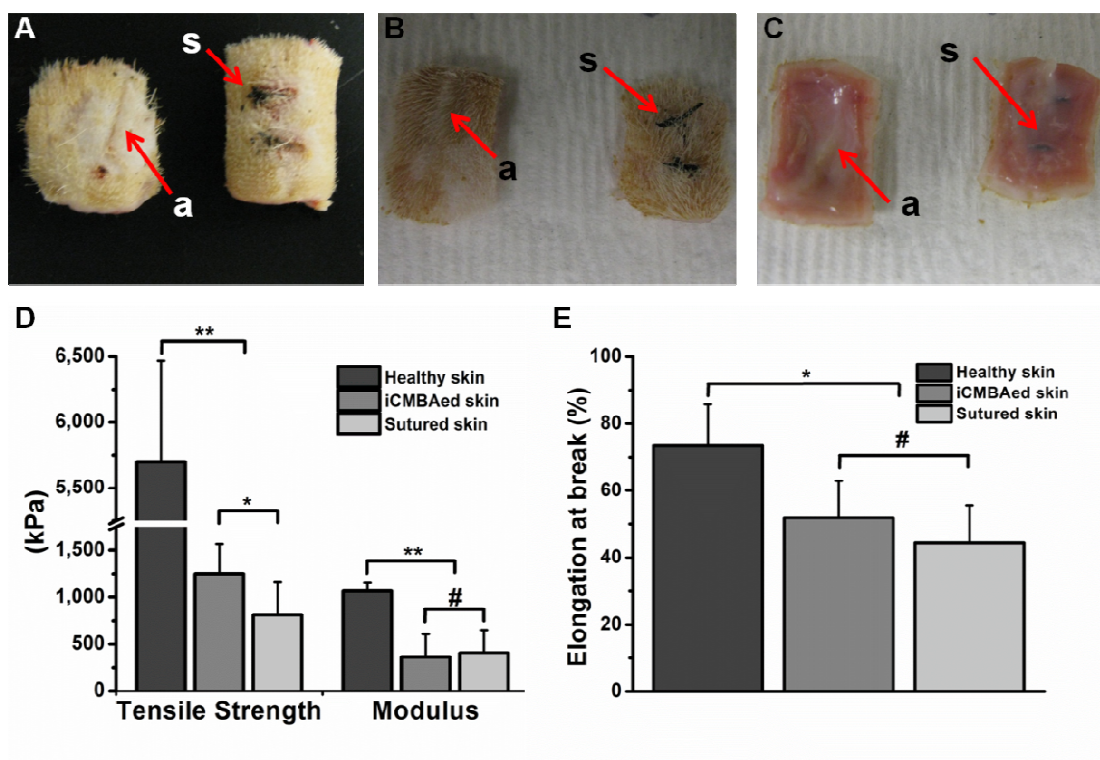 A
s
a
B
s
a
C
s
a
D
**
6,500
6,000
5,500
1,500
1,000
500
0
(kPa)
*
**
#
Healthy skin
iCMBAed skin
Sutured skin
Tensile Strength
Modulus
E
100
80
60
40
20
0
Elongation at break (%)
*
#
Healthy skin
iCMBAed skin
Sutured skin